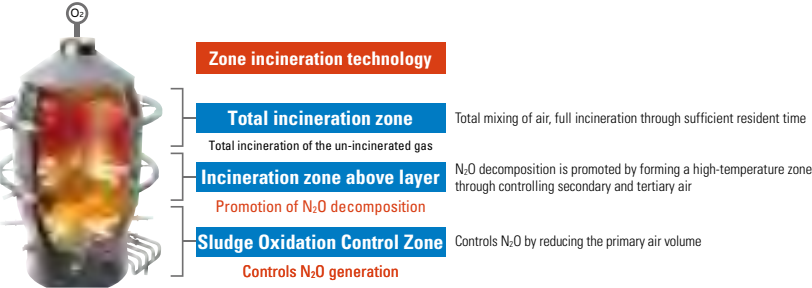 O₂
Zone incineration technology
Total incineration zone
Total mixing of air, full incineration through sufficient resident time
Total incineration of the un-incinerated gas
Incineration zone above layer
N₂O decomposition is promoted by forming a high-temperature zone
through controlling secondary and tertiary air
Promotion of N₂O decomposition
Sludge Oxidation Control Zone
Controls N₂O by reducing the primary air volume
Controls N₂O generation